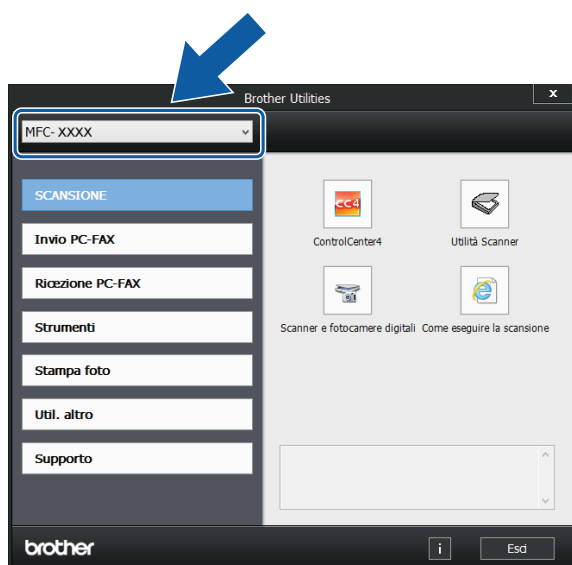 Brother Utilities
x
MFC- XXXX
SCANSIONE
Invio PC-FAX
Ricezione PC-FAX
Strumenti
Stampa foto
Util. altro
Supporto
CC4
ControlCenter4
Utilità Scanner
Scanner e fotocamere digitali
Come eseguire la scansione
brother
i
Esci